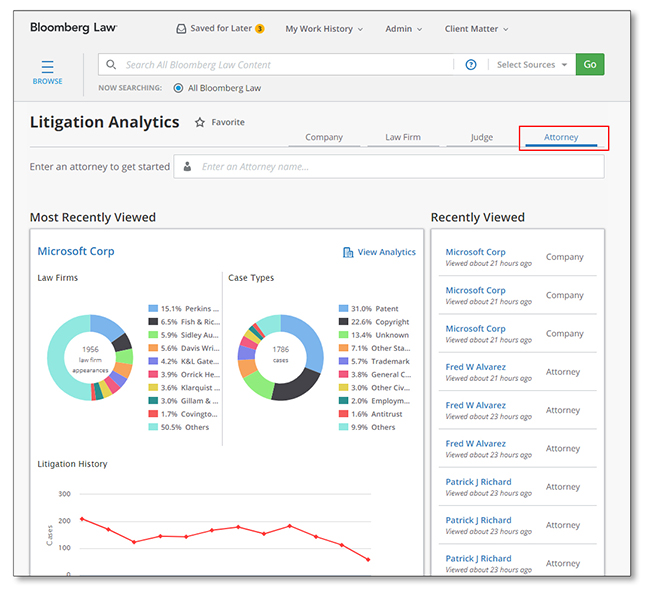 Bloomberg Law®
Saved for Later 3
My Work History
Admin
Client Matter
BROWSE
Search All Bloomberg Law Content
?
Select Sources
Go
NOW SEARCHING:
All Bloomberg Law
Litigation Analytics
Favorite
Company
Law Firm
Judge
Attorney
Enter an attorney to get started
Enter an Attorney name...
Most Recently Viewed
Microsoft Corp
View Analytics
Law Firms
1956
law firm
appearances
15.1% Perkins ...
6.5% Fish & Ric...
5.9% Sidley Au...
5.6% Davis Wri...
4.2% K&L Gate...
3.9% Orrick He...
3.6% Klarquist ...
3.0% Gillam & ...
1.7% Covington...
50.5% Others
Case Types
1786
cases
31.0% Patent
22.6% Copyright
13.4% Unknown
7.1% Other Sta...
5.7% Trademark
3.8% General C...
3.0% Other Civ...
2.0% Employm...
1.6% Antitrust
9.9% Others
Litigation History
Cases
300
200
100
0
Recently Viewed
Microsoft Corp
Viewed about 21 hours ago
Company
Microsoft Corp
Viewed about 21 hours ago
Company
Microsoft Corp
Viewed about 21 hours ago
Company
Fred W Alvarez
Viewed about 21 hours ago
Attorney
Fred W Alvarez
Viewed about 23 hours ago
Attorney
Fred W Alvarez
Viewed about 23 hours ago
Attorney
Patrick J Richard
Viewed about 23 hours ago
Attorney
Patrick J Richard
Viewed about 23 hours ago
Attorney
Patrick J Richard
Viewed about 23 hours ago
Attorney